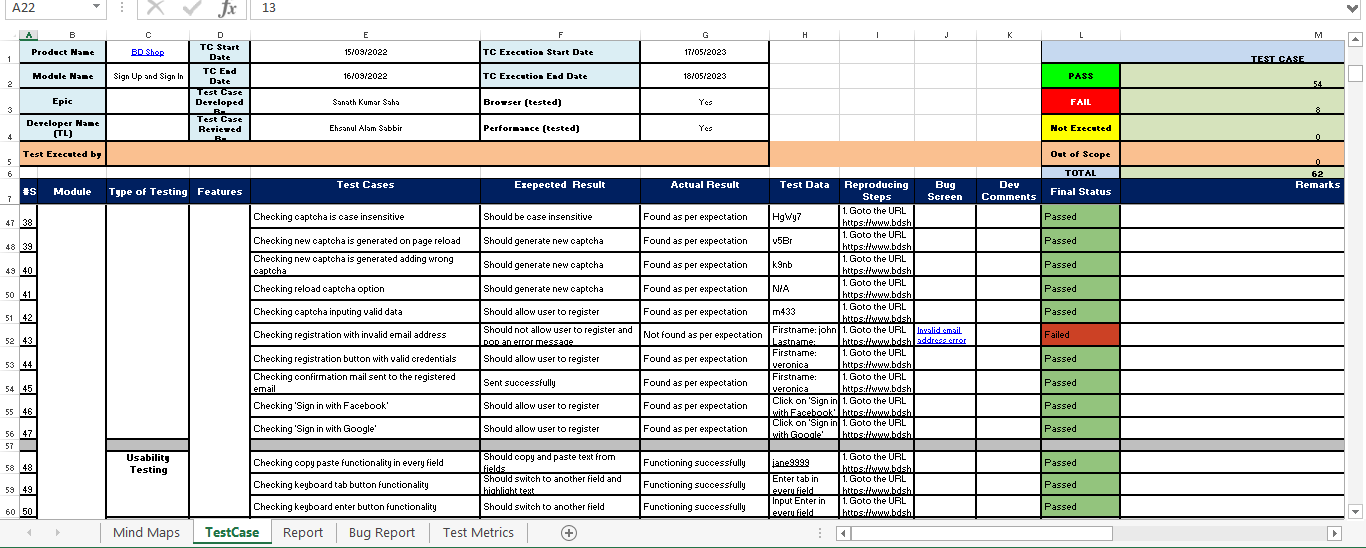 A22 fx 13
A B C D E F G H I J K L M
1 Product Name BD Shop TC Start Date 15/09/2022 TC Execution Start Date 17/05/2023 TEST CASE
2 Module Name Sign Up and Sign In TC End Date 16/09/2022 TC Execution End Date 18/05/2023 PASS 54
3 Epic Test Case Developed By Sanath Kumar Saha Browser (tested) Yes FAIL 8
4 Developer Name (TL) Test Case Reviewed By Ehsanul Alam Sabbir Performance (tested) Yes Not Executed 0
5 Test Executed by Out of Scope 0
6 TOTAL 62
7 #S Module Type of Testing Features Test Cases Exepected Result Actual Result Test Data Reproducing Steps Bug Screen Dev Comments Final Status Remarks
47 38 Checking captcha is case insensitive Should be case insensitive Found as per expectation HgWy7 1. Goto the URL https://www.bdsh Passed
48 39 Checking new captcha is generated on page reload Should generate new captcha Found as per expectation v5Br 1. Goto the URL https://www.bdsh Passed
49 40 Checking new captcha is generated adding wrong captcha Should generate new captcha Found as per expectation k9nb 1. Goto the URL https://www.bdsh Passed
50 41 Checking reload captcha option Should generate new captcha Found as per expectation N/A 1. Goto the URL https://www.bdsh Passed
51 42 Checking captcha inputing valid data Should allow user to register Found as per expectation m433 1. Goto the URL https://www.bdsh Passed
52 43 Checking registration with invalid email address Should not allow user to register and pop an error message Not found as per expectation Firstname: john Lastname: 1. Goto the URL https://www.bdsh Invalid email address error Failed
53 44 Checking registration button with valid credentials Should allow user to register Found as per expectation Firstname: veronica 1. Goto the URL https://www.bdsh Passed
54 45 Checking confirmation mail sent to the registered email Sent successfully Found as per expectation Firstname: veronica 1. Goto the URL https://www.bdsh Passed
55 46 Checking 'Sign in with Facebook' Should allow user to register Found as per expectation Click on 'Sign in with Facebook' 1. Goto the URL https://www.bdsh Passed
56 47 Checking 'Sign in with Google' Should allow user to register Found as per expectation Click on 'Sign in with Google' 1. Goto the URL https://www.bdsh Passed
57
58 48 Usability Testing Checking copy paste functionality in every field Should copy and paste text from fields Functioning successfully jane9999 1. Goto the URL https://www.bdsh Passed
59 49 Checking keyboard tab button functionality Should switch to another field and highlight text Functioning successfully Enter tab in every field 1. Goto the URL https://www.bdsh Passed
60 50 Checking keyboard enter button functionality Should switch to another field Functioning successfully Input Enter in every field 1. Goto the URL https://www.bdsh Passed
Mind Maps TestCase Report Bug Report Test Metrics